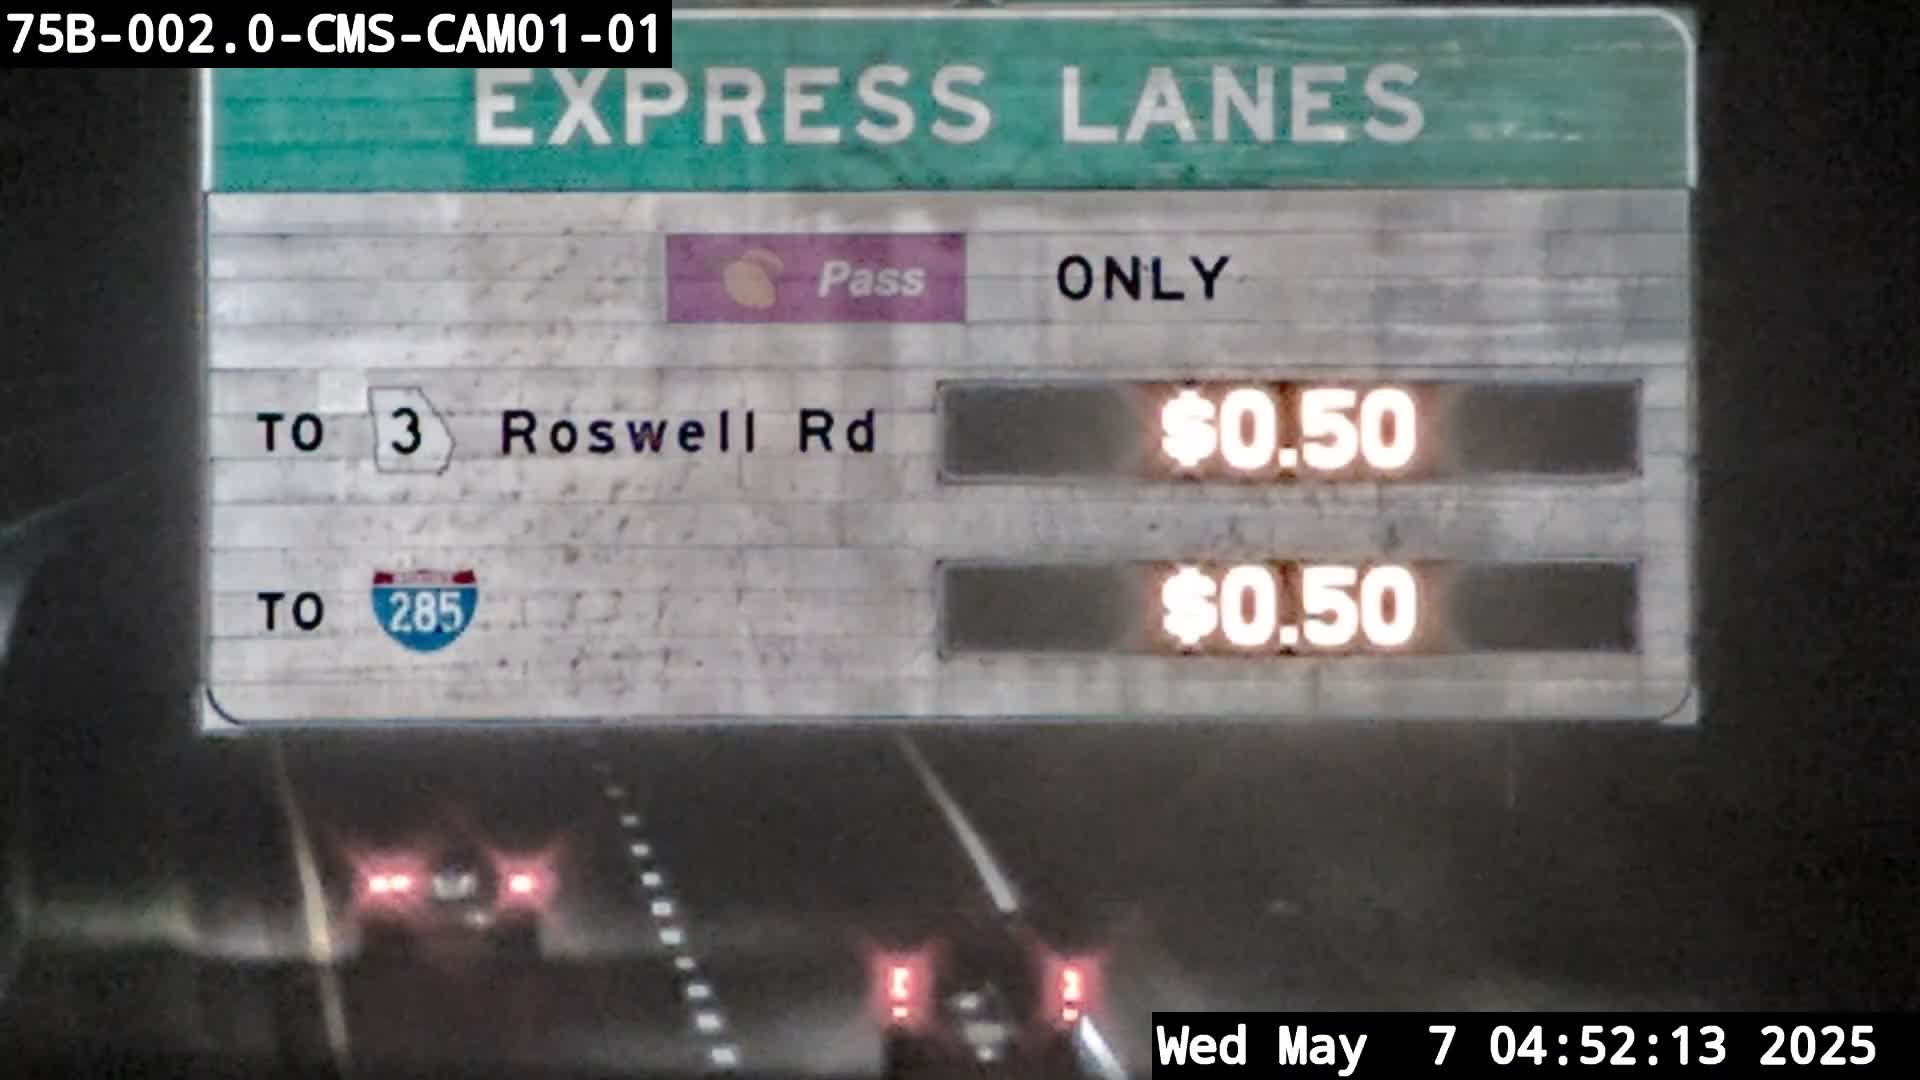 75B-002.0-CMS-CAM01-01
EXPRESS LANES
Pass ONLY
TO 3 Roswell Rd $0.50
TO 285 $0.50
Wed May 7 04:52:13 2025